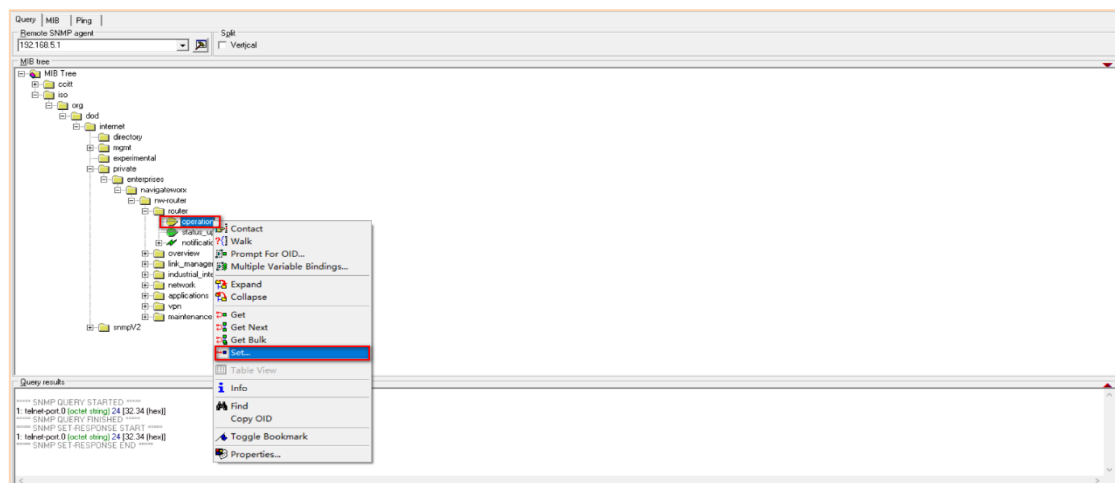 Query MIB Ping
Remote SNMP agent Split
192.168.5.1 Vertical
MIB tree
MIB Tree
ccitt
iso
org
dod
internet
directory
mgmt
experimental
private
enterprises
navigateworx
nw-router
router
operation
status_u
notificatio
overview
link_manager
industrial_inte
network
applications
vpn
maintenance
snmpV2
Contact
Walk
Prompt For OID...
Multiple Variable Bindings...
Expand
Collapse
Get
Get Next
Get Bulk
Set...
Table View
Info
Find
Copy OID
Toggle Bookmark
Properties...
Query results
***** SNMP QUERY STARTED *****
1: telnet-port.0 (octet string) 24 [32.34 (hex)]
***** SNMP QUERY FINISHED *****
***** SNMP SET-RESPONSE START *****
1: telnet-port.0 (octet string) 24 [32.34 (hex)]
***** SNMP SET-RESPONSE END *****